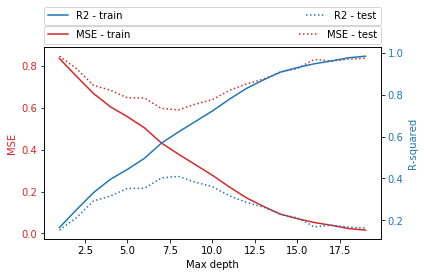 R2 - train R2 - test
MSE - train MSE - test
MSE
0.0 0.2 0.4 0.6 0.8
R-squared
0.2 0.4 0.6 0.8 1.0
2.5 5.0 7.5 10.0 12.5 15.0 17.5
Max depth